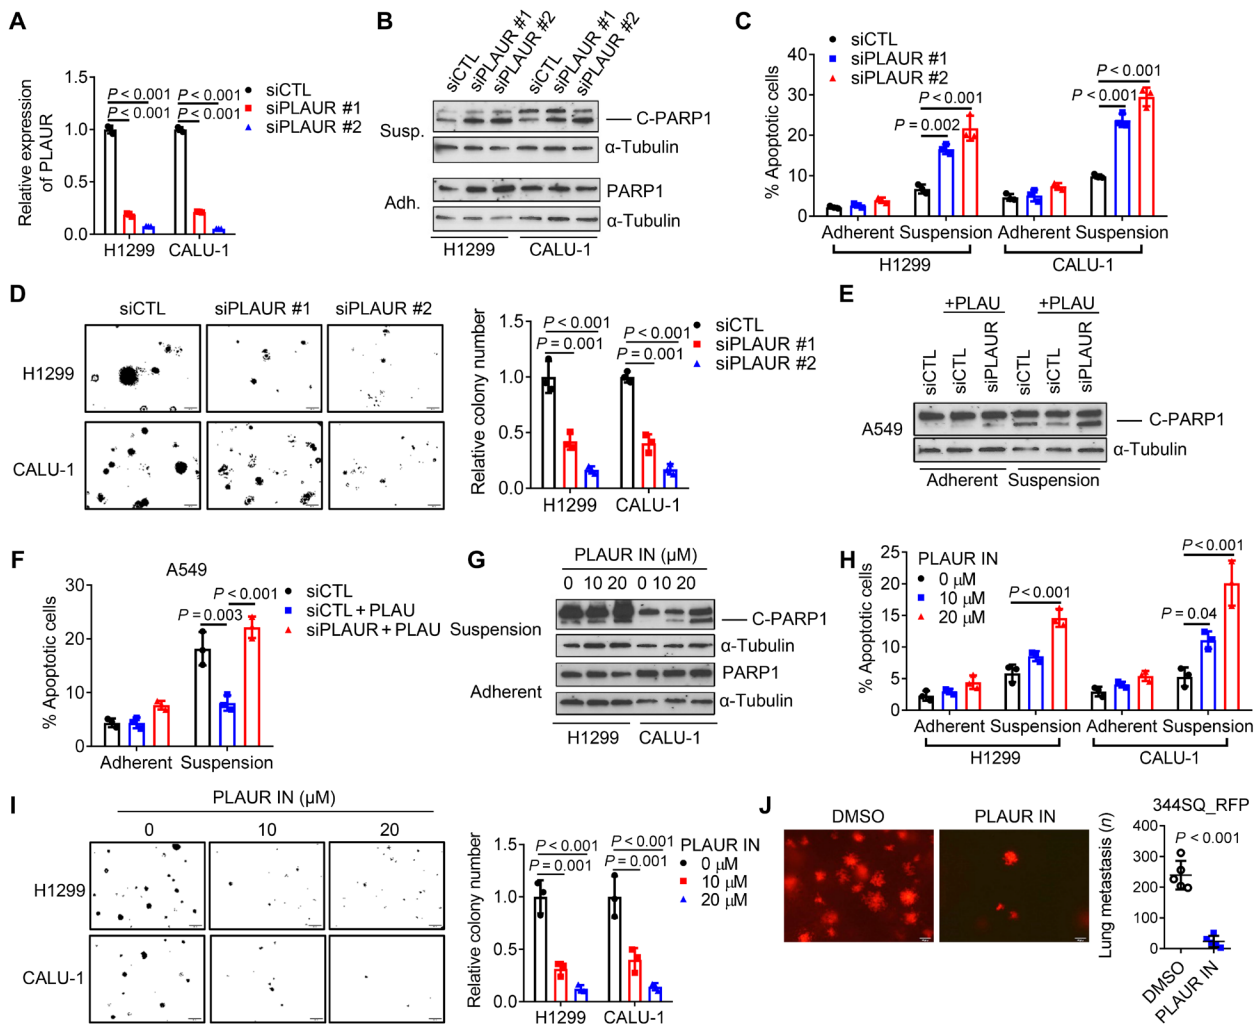 A
Relative expression
of PLAUR
1.5
1.0
0.5
0.0
P < 0.001
P < 0.001
P < 0.001
P < 0.001
siCTL
siPLAUR #1
siPLAUR #2
H1299
CALU-1
B
siCTL
siPLAUR #1
siPLAUR #2
siCTL
siPLAUR #1
siPLAUR #2
Susp.
C-PARP1
α-Tubulin
Adh.
PARP1
α-Tubulin
H1299
CALU-1
C
% Apoptotic cells
40
30
20
10
0
siCTL
siPLAUR #1
siPLAUR #2
P < 0.001
P = 0.002
P < 0.001
P < 0.001
Adherent Suspension
Adherent Suspension
H1299
CALU-1
D
siCTL
siPLAUR #1
siPLAUR #2
H1299
CALU-1
Relative colony number
1.5
1.0
0.5
0.0
P < 0.001
P = 0.001
P < 0.001
P = 0.001
siCTL
siPLAUR #1
siPLAUR #2
H1299
CALU-1
E
+PLAU
+PLAU
siCTL
siCTL
siPLAUR
siCTL
siCTL
siPLAUR
A549
C-PARP1
α-Tubulin
Adherent
Suspension
F
A549
% Apoptotic cells
30
20
10
0
P = 0.003
P < 0.001
siCTL
siCTL + PLAU
siPLAUR + PLAU
Adherent
Suspension
G
PLAUR IN (μM)
0 10 20 0 10 20
Suspension
C-PARP1
α-Tubulin
Adherent
PARP1
α-Tubulin
H1299
CALU-1
H
% Apoptotic cells
25
20
15
10
5
0
PLAUR IN
0 μM
10 μM
20 μM
P < 0.001
P < 0.001
P = 0.04
Adherent Suspension
Adherent Suspension
H1299
CALU-1
I
PLAUR IN (μM)
0
10
20
H1299
CALU-1
Relative colony number
1.5
1.0
0.5
0.0
P < 0.001
P = 0.001
P < 0.001
P = 0.001
PLAUR IN
0 μM
10 μM
20 μM
H1299
CALU-1
J
DMSO
PLAUR IN
344SQ_RFP
Lung metastasis (n)
400
300
200
100
0
P < 0.001
DMSO
PLAUR IN